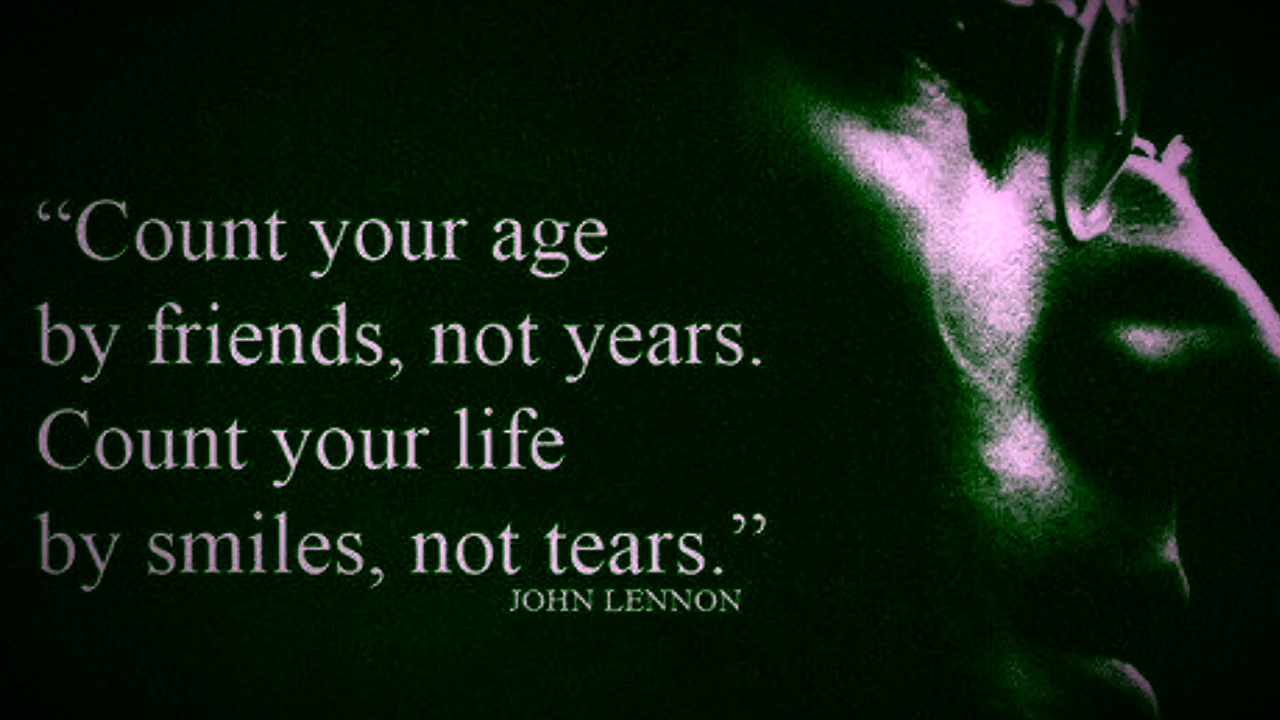 “Count your age
by friends, not years.
Count your life
by smiles, not tears.”
JOHN LENNON